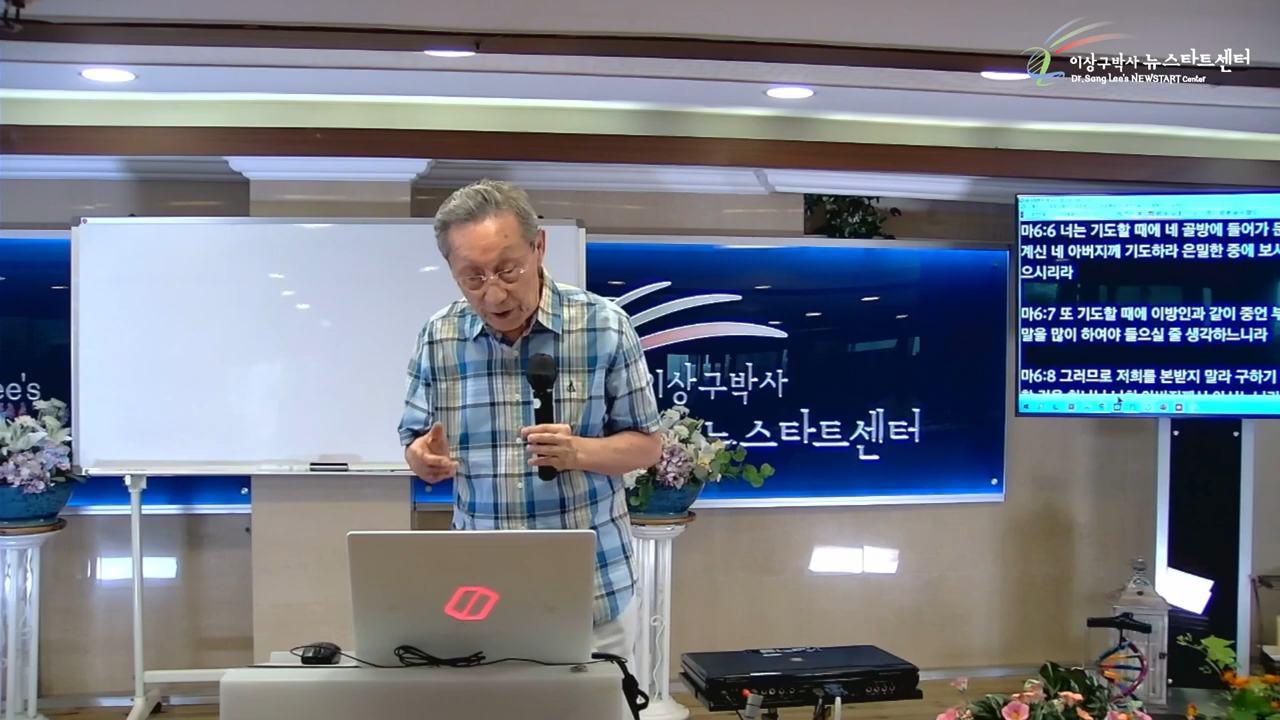 이상구박사 뉴스타트센터
Dr. Sang Lee's NEWSTART Center
마6:6 너는 기도할 때에 네 골방에 들어가
계신 네 아버지께 기도하라 은밀한 중에
으시리라
마6:7 또 기도할 때에 이방인과 같이 중언
말을 많이 하여야 들으실 줄 생각하느니라
마6:8 그러므로 저희를 본받지 말라 구하기
ee's
이상구박사
뉴스타트센터